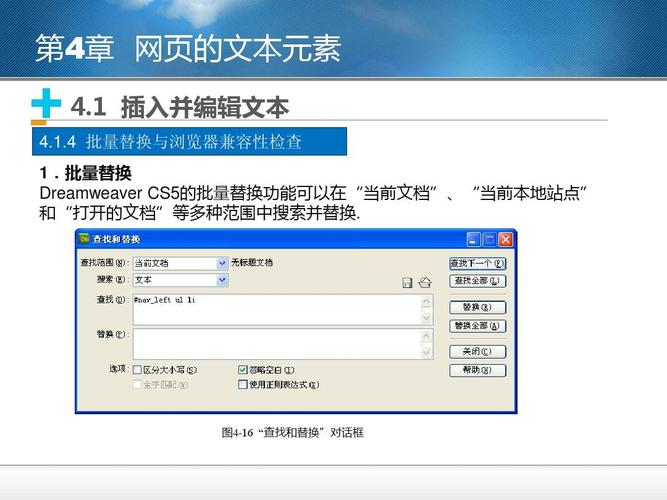 第4章 网页的文本元素
4.1 插入并编辑文本
4.1.4 批量替换与浏览器兼容性检查
1．批量替换
Dreamweaver CS5的批量替换功能可以在“当前文档”、“当前本地站点”
和“打开的文档”等多种范围中搜索并替换.
查找和替换
查找范围(N): 当前文档 无标题文档 查找下一个(F)
搜索(E): 文本 查找全部(L)
查找(D): #nav_left ul li 替换(R)
替换全部(A)
替换(P): 关闭(C)
选项: 区分大小写(S) 忽略空白(I) 帮助(H)
全字匹配(W) 使用正则表达式(X)
图4-16 “查找和替换”对话框